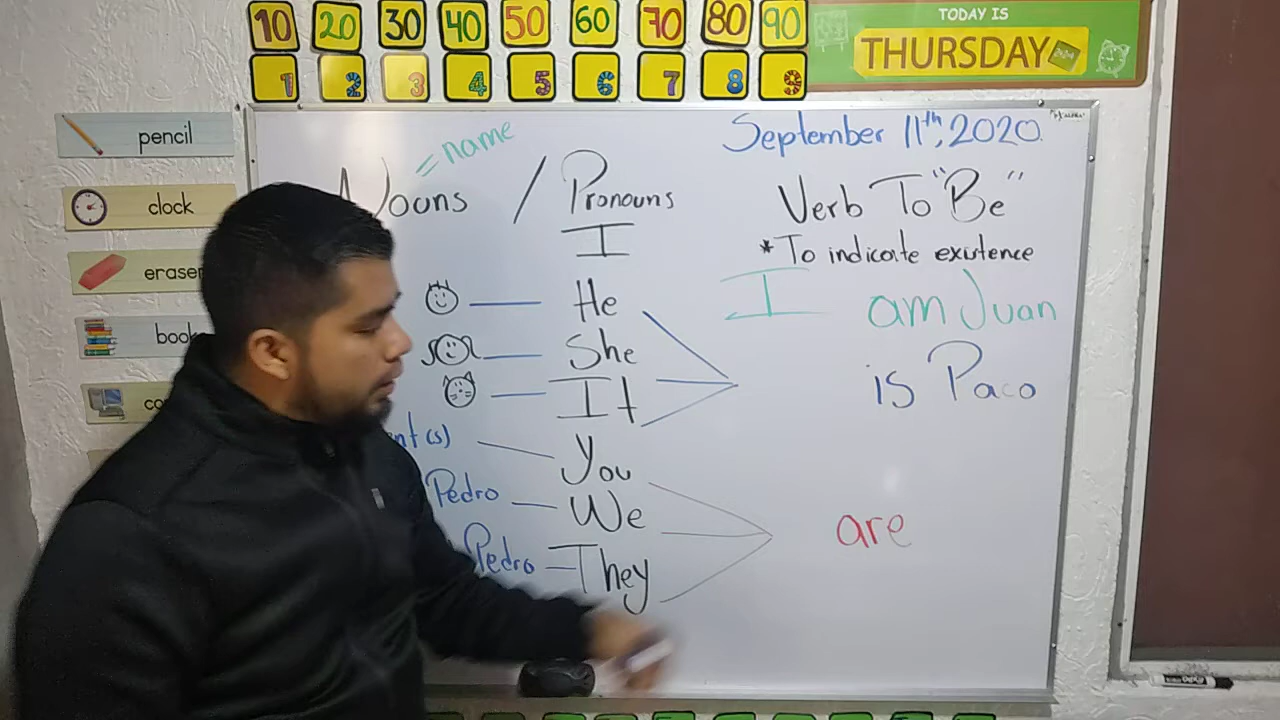 10 20 30 40 50 60 70 80 90
1 2 3 4 5 6 7 8 9
TODAY IS
THURSDAY
pencil
clock
eraser
book
co
= name
Nouns / Pronouns
I
He
She
It
nt(s) You
Pedro We
Pedro They
September 11th, 2020.
Verb To "Be"
* To indicate existence
I am Juan
is Paco
are